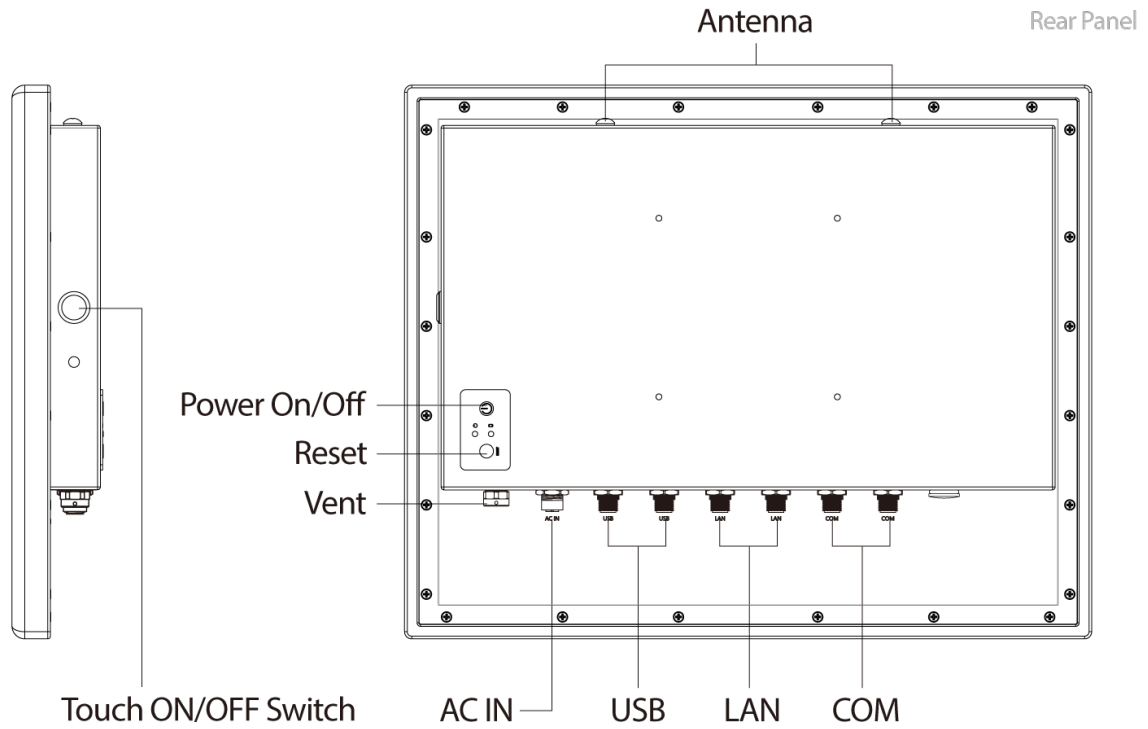 Antenna
Rear Panel
Power On/Off
Reset
Vent
AC IN
USB
USB
LAN
LAN
COM
COM
Touch ON/OFF Switch
AC IN
USB
LAN
COM